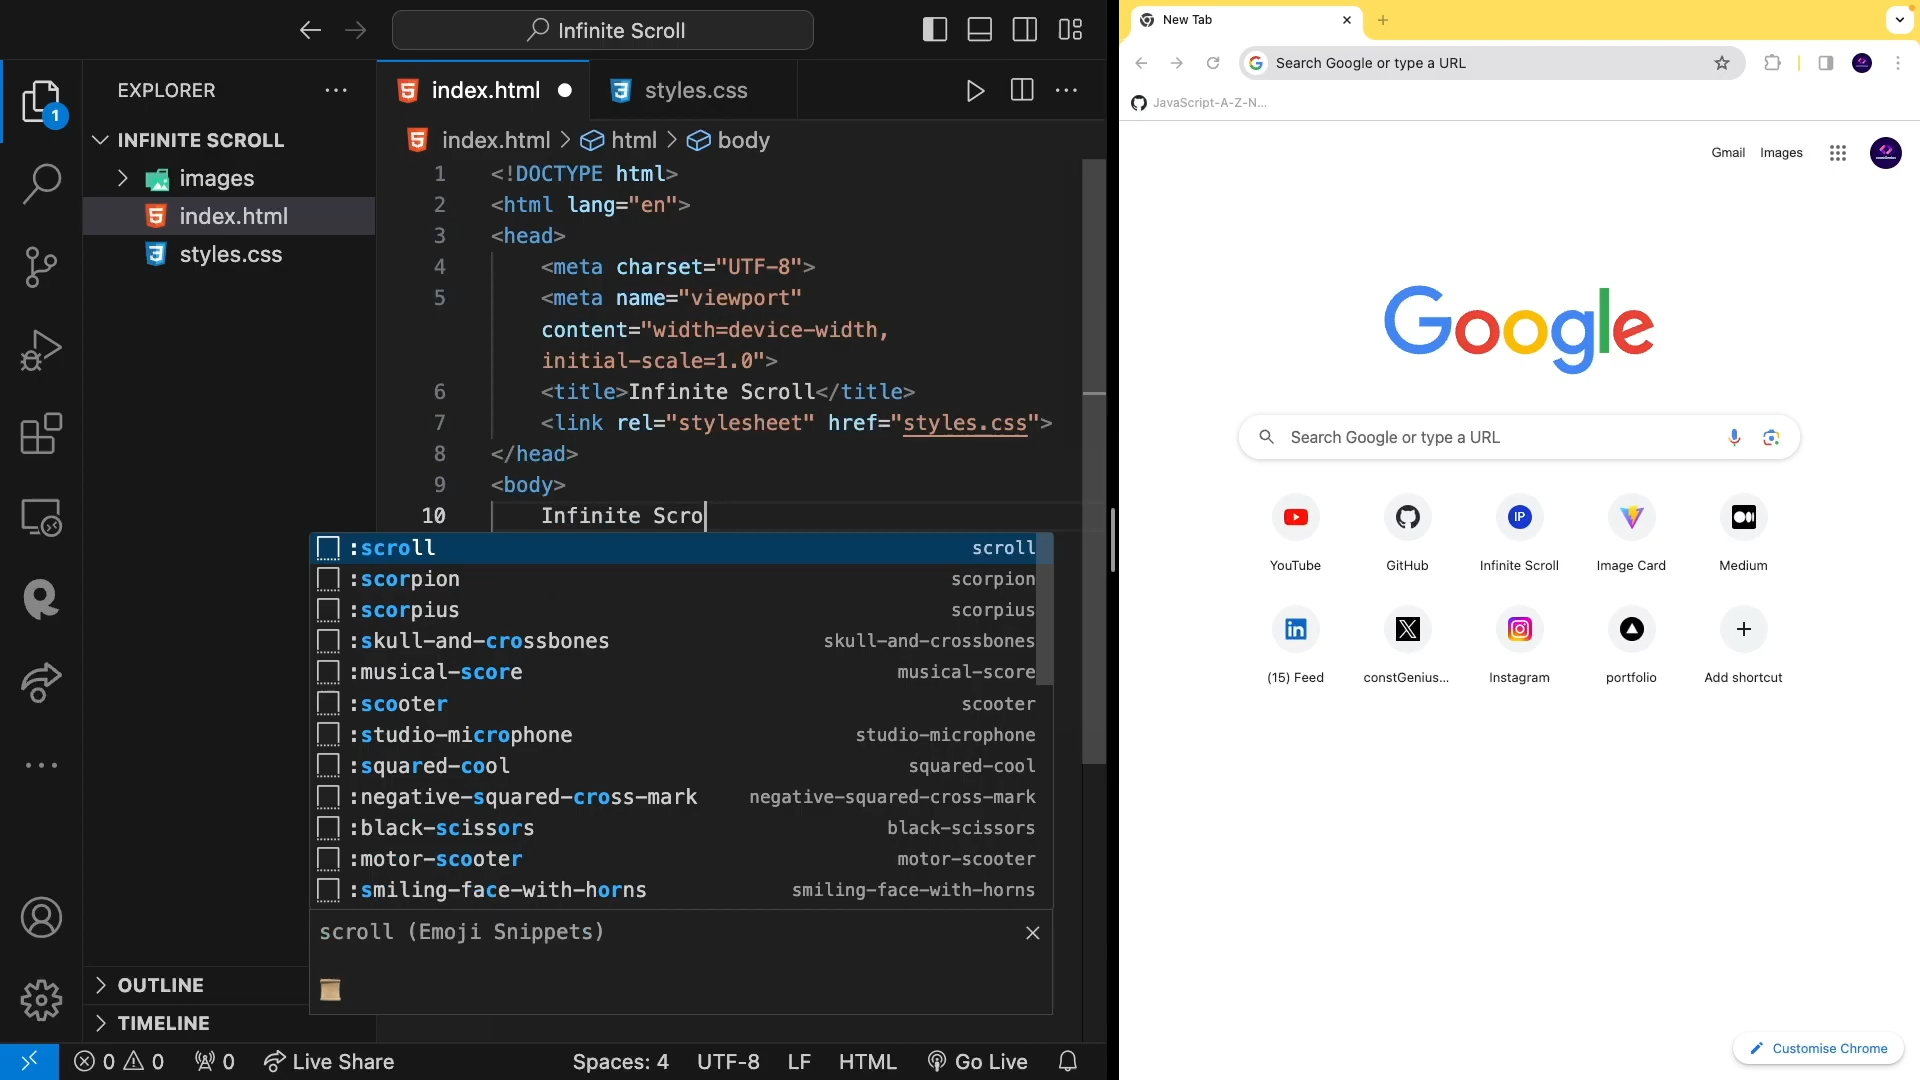 Infinite Scroll
EXPLORER
1
INFINITE SCROLL
images
index.html
styles.css
OUTLINE
TIMELINE
index.html
styles.css
index.html > html > body
1 <!DOCTYPE html>
2 <html lang="en">
3 <head>
4 <meta charset="UTF-8">
5 <meta name="viewport"
content="width=device-width,
initial-scale=1.0">
6 <title>Infinite Scroll</title>
7 <link rel="stylesheet" href="styles.css">
8 </head>
9 <body>
10 Infinite Scro
:scroll scroll
:scorpion scorpion
:scorpius scorpius
:skull-and-crossbones skull-and-crossbones
:musical-score musical-score
:scooter scooter
:studio-microphone studio-microphone
:squared-cool squared-cool
:negative-squared-cross-mark negative-squared-cross-mark
:black-scissors black-scissors
:motor-scooter motor-scooter
:smiling-face-with-horns smiling-face-with-horns
scroll (Emoji Snippets)
0 0 0 Live Share Spaces: 4 UTF-8 LF HTML Go Live
New Tab
Search Google or type a URL
JavaScript-A-Z-N...
Gmail Images
Google
Search Google or type a URL
IP
YouTube GitHub Infinite Scroll Image Card Medium
in
(15) Feed constGenius... Instagram portfolio Add shortcut
Customise Chrome